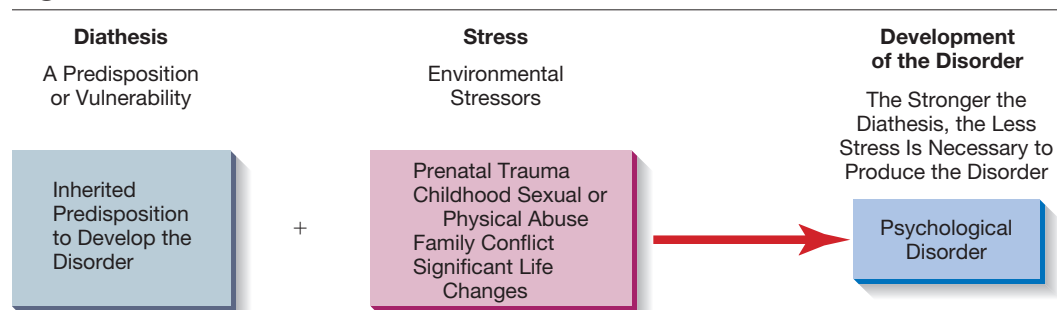 Diathesis
A Predisposition
or Vulnerability
Inherited
Predisposition
to Develop the
Disorder
+
Stress
Environmental
Stressors
Prenatal Trauma
Childhood Sexual or
Physical Abuse
Family Conflict
Significant Life
Changes
Development
of the Disorder
The Stronger the
Diathesis, the Less
Stress Is Necessary to
Produce the Disorder
Psychological
Disorder